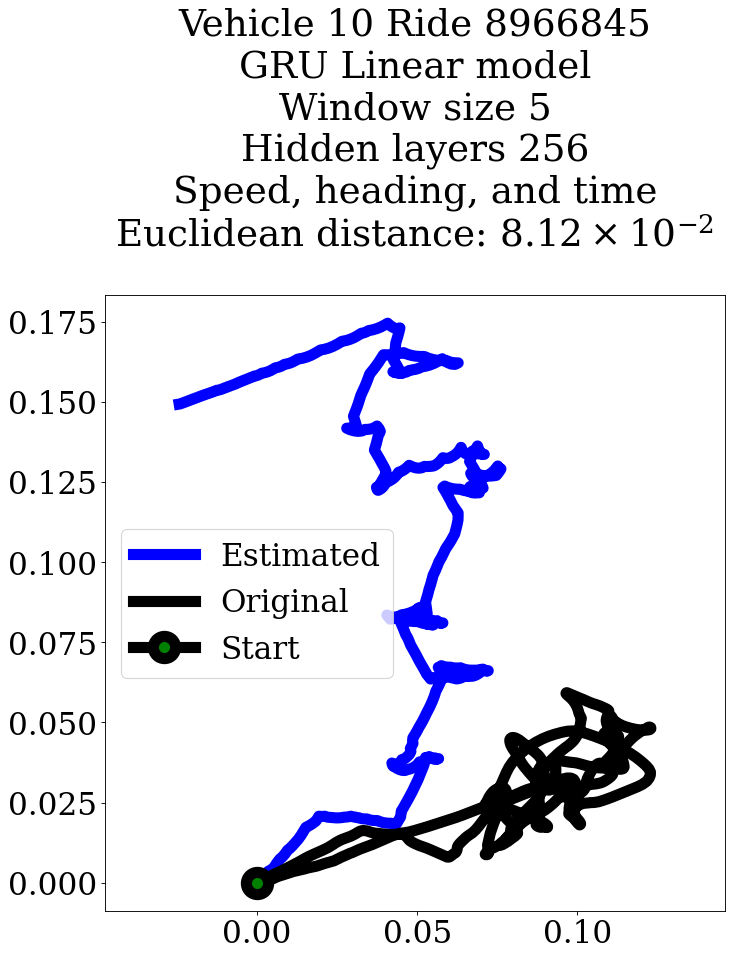 Vehicle 10 Ride 8966845
GRU Linear model
Window size 5
Hidden layers 256
Speed, heading, and time
Euclidean distance: 8.12 × 10⁻²
0.175
0.150
0.125
0.100
0.075
0.050
0.025
0.000
Estimated
Original
Start
0.00 0.05 0.10